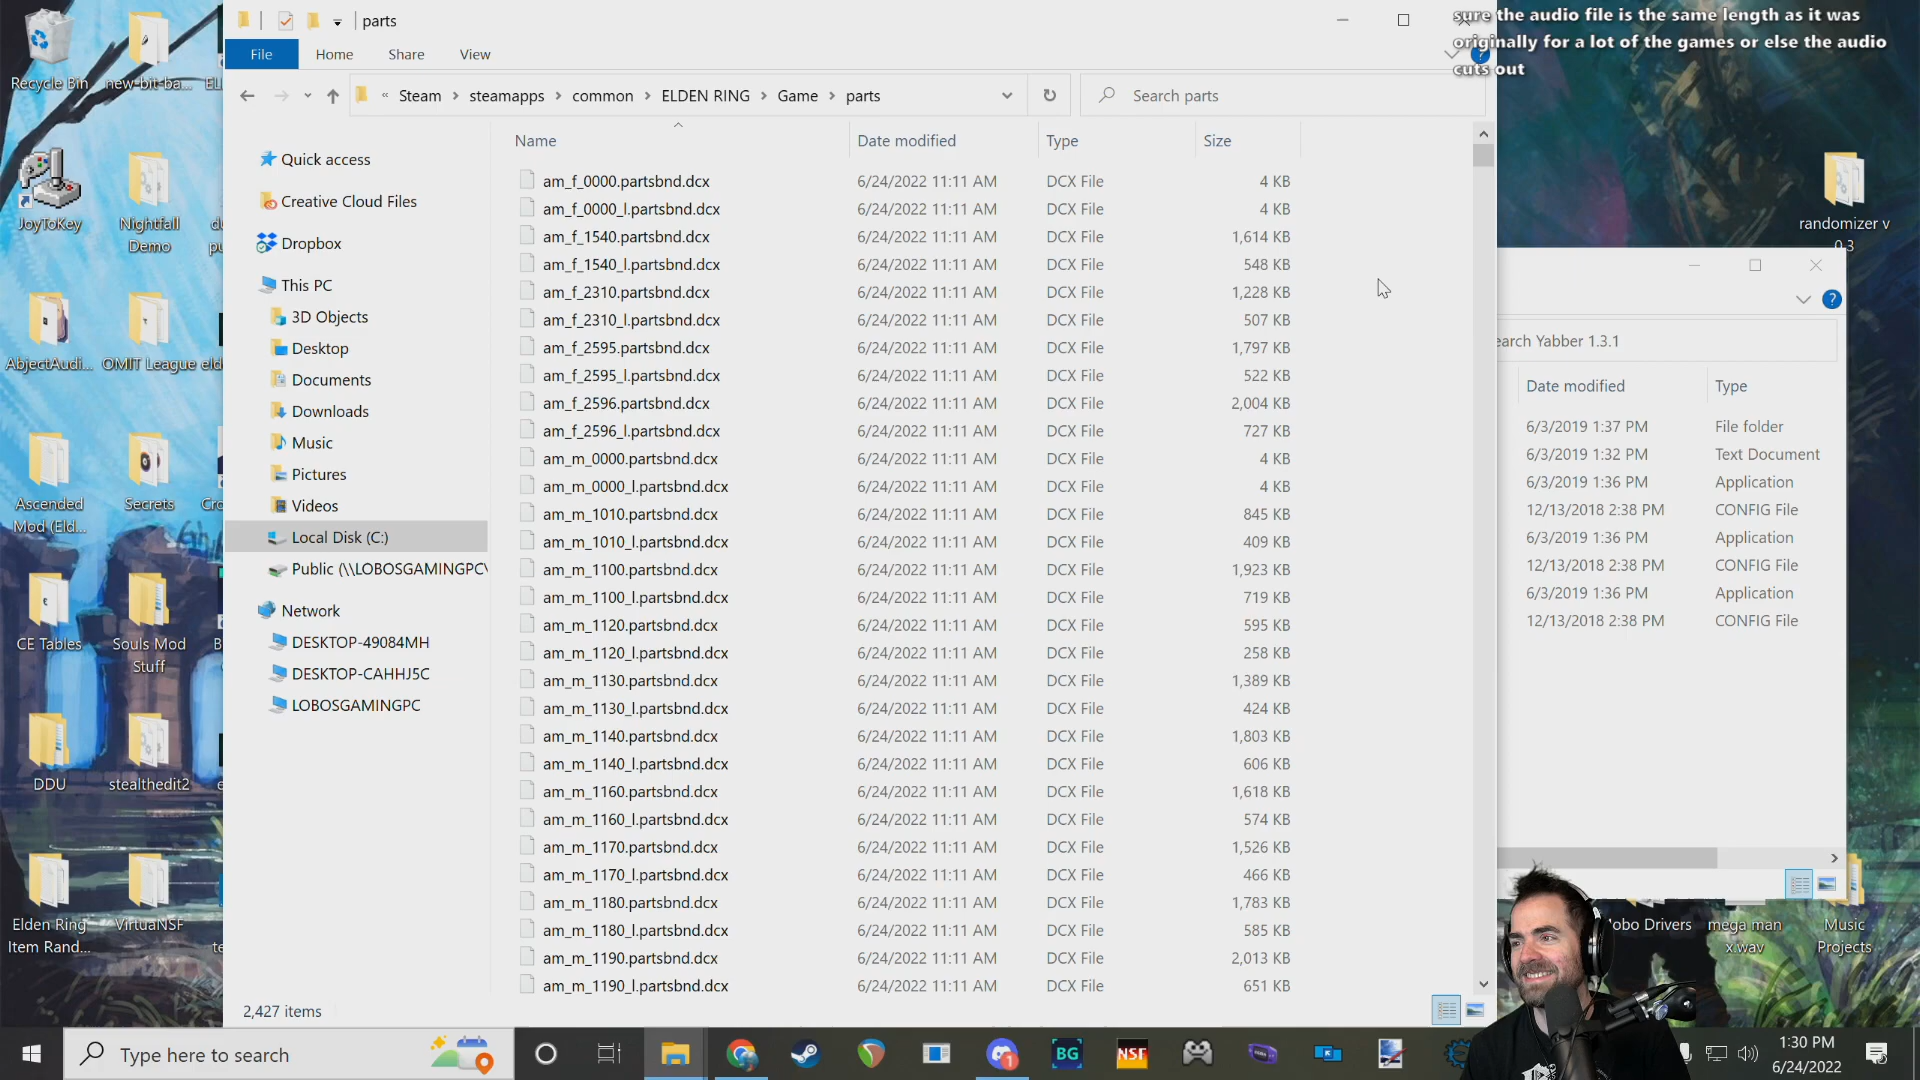 parts
File
Home
Share
View
« Steam > steamapps > common > ELDEN RING > Game > parts
Search parts
Name
Date modified
Type
Size
am_f_0000.partsbnd.dcx 6/24/2022 11:11 AM DCX File 4 KB
am_f_0000_l.partsbnd.dcx 6/24/2022 11:11 AM DCX File 4 KB
am_f_1540.partsbnd.dcx 6/24/2022 11:11 AM DCX File 1,614 KB
am_f_1540_l.partsbnd.dcx 6/24/2022 11:11 AM DCX File 548 KB
am_f_2310.partsbnd.dcx 6/24/2022 11:11 AM DCX File 1,228 KB
am_f_2310_l.partsbnd.dcx 6/24/2022 11:11 AM DCX File 507 KB
am_f_2595.partsbnd.dcx 6/24/2022 11:11 AM DCX File 1,797 KB
am_f_2595_l.partsbnd.dcx 6/24/2022 11:11 AM DCX File 522 KB
am_f_2596.partsbnd.dcx 6/24/2022 11:11 AM DCX File 2,004 KB
am_f_2596_l.partsbnd.dcx 6/24/2022 11:11 AM DCX File 727 KB
am_m_0000.partsbnd.dcx 6/24/2022 11:11 AM DCX File 4 KB
am_m_0000_l.partsbnd.dcx 6/24/2022 11:11 AM DCX File 4 KB
am_m_1010.partsbnd.dcx 6/24/2022 11:11 AM DCX File 845 KB
am_m_1010_l.partsbnd.dcx 6/24/2022 11:11 AM DCX File 409 KB
am_m_1100.partsbnd.dcx 6/24/2022 11:11 AM DCX File 1,923 KB
am_m_1100_l.partsbnd.dcx 6/24/2022 11:11 AM DCX File 719 KB
am_m_1120.partsbnd.dcx 6/24/2022 11:11 AM DCX File 595 KB
am_m_1120_l.partsbnd.dcx 6/24/2022 11:11 AM DCX File 258 KB
am_m_1130.partsbnd.dcx 6/24/2022 11:11 AM DCX File 1,389 KB
am_m_1130_l.partsbnd.dcx 6/24/2022 11:11 AM DCX File 424 KB
am_m_1140.partsbnd.dcx 6/24/2022 11:11 AM DCX File 1,803 KB
am_m_1140_l.partsbnd.dcx 6/24/2022 11:11 AM DCX File 606 KB
am_m_1160.partsbnd.dcx 6/24/2022 11:11 AM DCX File 1,618 KB
am_m_1160_l.partsbnd.dcx 6/24/2022 11:11 AM DCX File 574 KB
am_m_1170.partsbnd.dcx 6/24/2022 11:11 AM DCX File 1,526 KB
am_m_1170_l.partsbnd.dcx 6/24/2022 11:11 AM DCX File 466 KB
am_m_1180.partsbnd.dcx 6/24/2022 11:11 AM DCX File 1,783 KB
am_m_1180_l.partsbnd.dcx 6/24/2022 11:11 AM DCX File 585 KB
am_m_1190.partsbnd.dcx 6/24/2022 11:11 AM DCX File 2,013 KB
am_m_1190_l.partsbnd.dcx 6/24/2022 11:11 AM DCX File 651 KB
2,427 items
Quick access
Creative Cloud Files
Dropbox
This PC
3D Objects
Desktop
Documents
Downloads
Music
Pictures
Videos
Local Disk (C:)
Public (\\LOBOSGAMINGPC\
Network
DESKTOP-49084MH
DESKTOP-CAHHJ5C
LOBOSGAMINGPC
Recycle Bin
new-bit-ba...
JoyToKey
Nightfall
Demo
AbjectAudi...
OMIT League
Ascended
Mod (Eld...
Secrets
CE Tables
Souls Mod
Stuff
DDU
stealthedit2
Elden Ring
Item Rand...
VirtuaNSF
sure the audio file is the same length as it was
originally for a lot of the games or else the audio
cuts out
randomizer v
0.3
earch Yabber 1.3.1
Date modified Type
6/3/2019 1:37 PM File folder
6/3/2019 1:32 PM Text Document
6/3/2019 1:36 PM Application
12/13/2018 2:38 PM CONFIG File
6/3/2019 1:36 PM Application
12/13/2018 2:38 PM CONFIG File
6/3/2019 1:36 PM Application
12/13/2018 2:38 PM CONFIG File
obo Drivers
mega man
x.wav
Music
Projects
Type here to search
1
BG
NSF
1:30 PM
6/24/2022